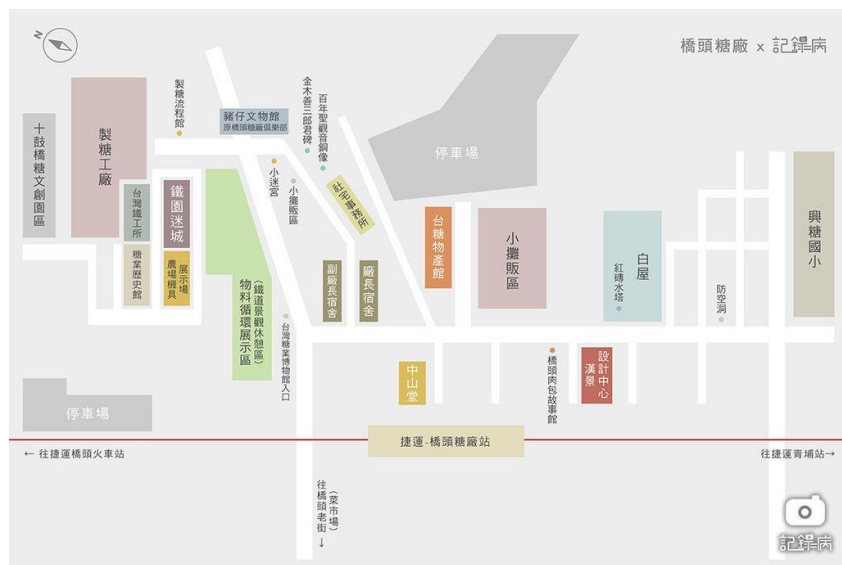 N
橋頭糖廠 x 記錄病
製糖流程館
豬仔文物館
原橋頭糖廠俱樂部
金木善三郎君碑
百年聖觀音銅像
停車場
十鼓橋糖文創園區
製糖工廠
小迷宮
小攤販區
社宅事務所
台灣鐵工所
鐵園迷城
糖業歷史館
展示場
農場機具
(鐵道景觀休憩區)
物料循環展示區
台灣糖業博物館入口
副廠長宿舍
廠長宿舍
台糖物產館
小攤販區
白屋
紅磚水塔
防空洞
興糖國小
中山堂
橋頭肉包故事館
設計中心
漢景
停車場
捷運-橋頭糖廠站
← 往捷運橋頭火車站
往捷運青埔站→
(菜市場)
往橋頭老街 ↓
記錄病